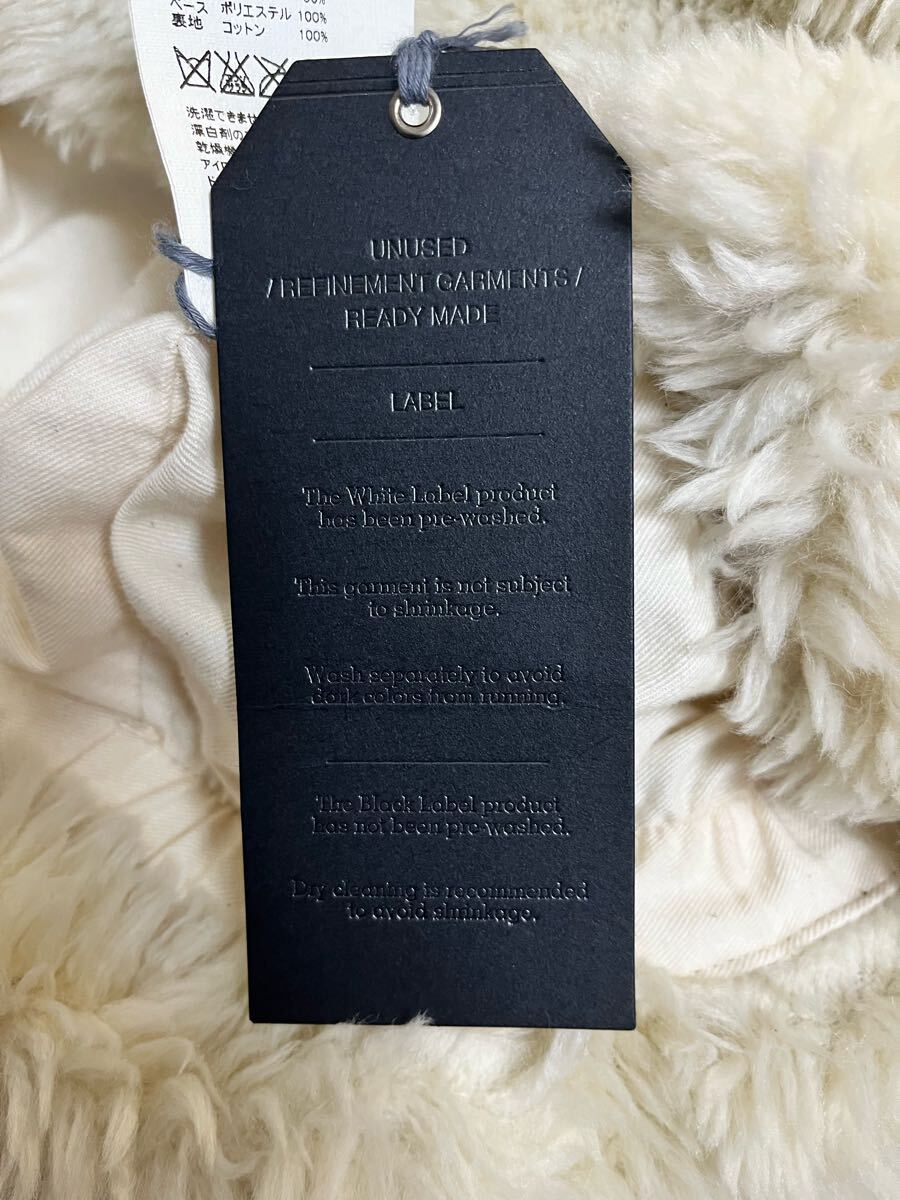 ベース ポリエステル 100%
裏地 コットン 100%
洗濯できませ
漂白剤の
乾燥
アイロ
UNUSED
/ REFINEMENT GARMENTS /
READY MADE
LABEL
The White Label product
has been pre-washed.
This garment is not subject
to shrinkage.
Wash separately to avoid
dark colors from running.
The Black Label product
has not been pre-washed.
Dry cleaning is recommended
to avoid shrinkage.